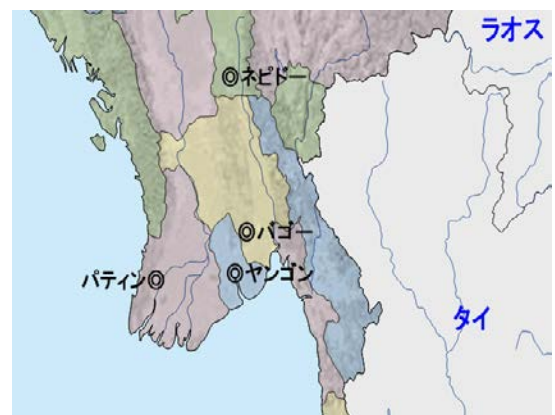 ラオス
ネピドー
バゴー
パティン
ヤンゴン
タイ